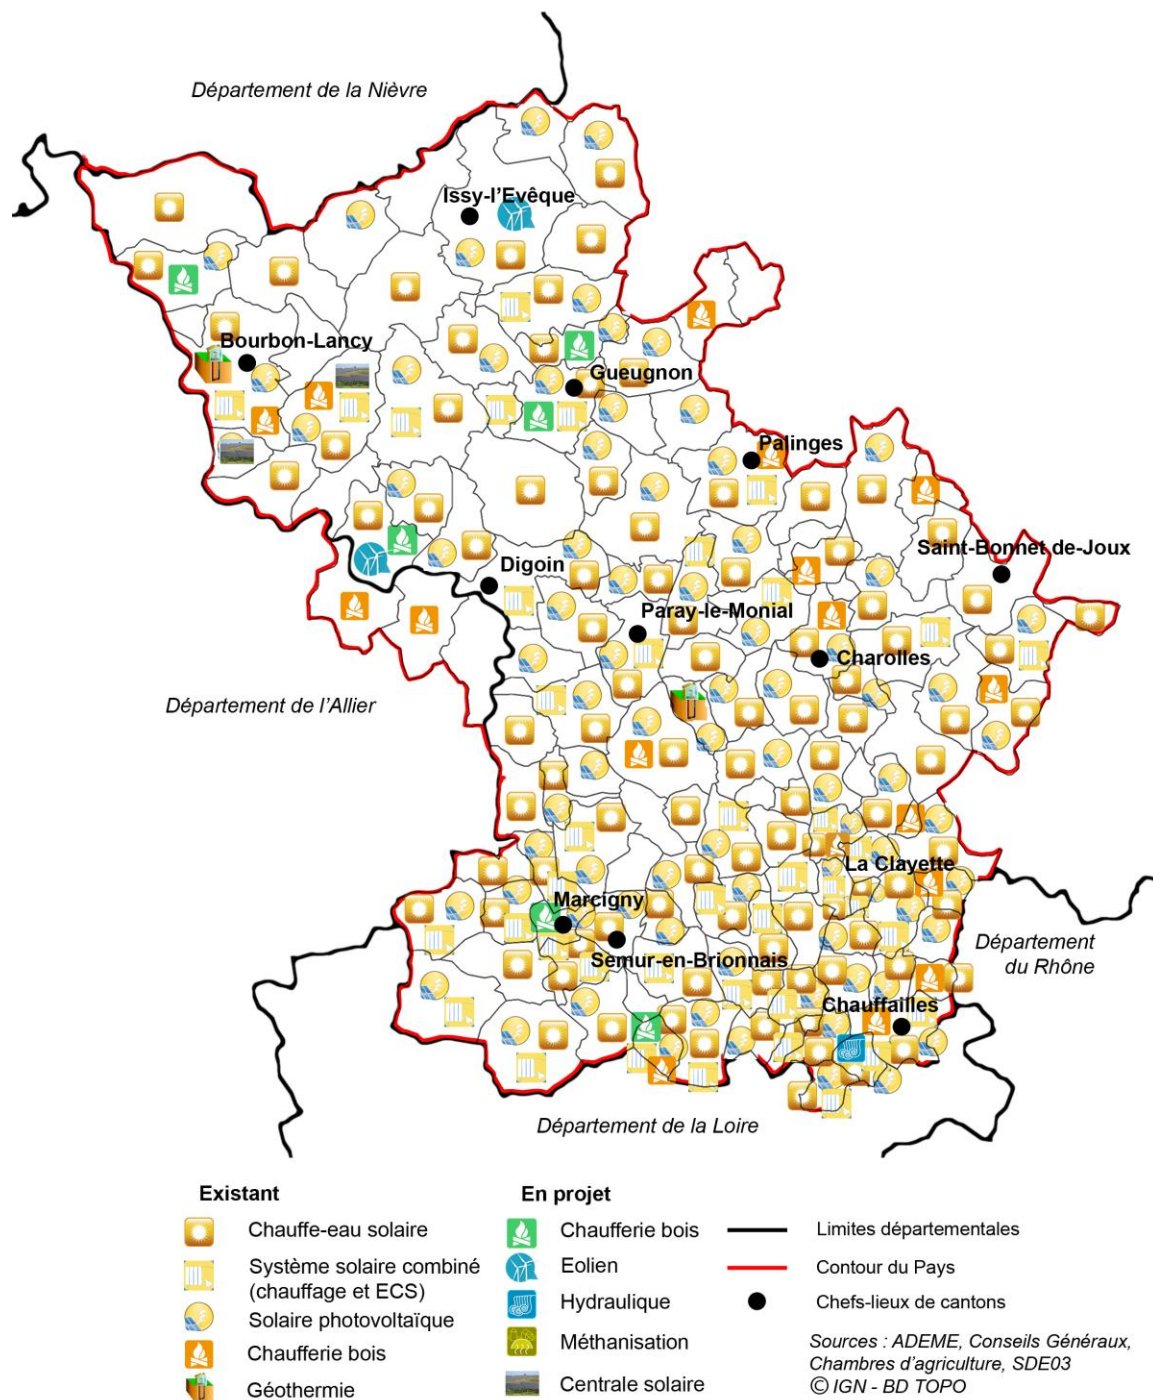 Département de la Nièvre
Issy-l'Evêque
Bourbon-Lancy
Gueugnon
Palinges
Saint-Bonnet-de-Joux
Digoin
Paray-le-Monial
Charolles
Département de l'Allier
La Clayette
Marcigny
Semur-en-Brionnais
Département
du Rhône
Chauffailles
Département de la Loire
Existant
Chauffe-eau solaire
Système solaire combiné
(chauffage et ECS)
Solaire photovoltaïque
Chaufferie bois
Géothermie
En projet
Chaufferie bois
Eolien
Hydraulique
Méthanisation
Centrale solaire
Limites départementales
Contour du Pays
Chefs-lieux de cantons
Sources : ADEME, Conseils Généraux,
Chambres d'agriculture, SDE03
© IGN - BD TOPO